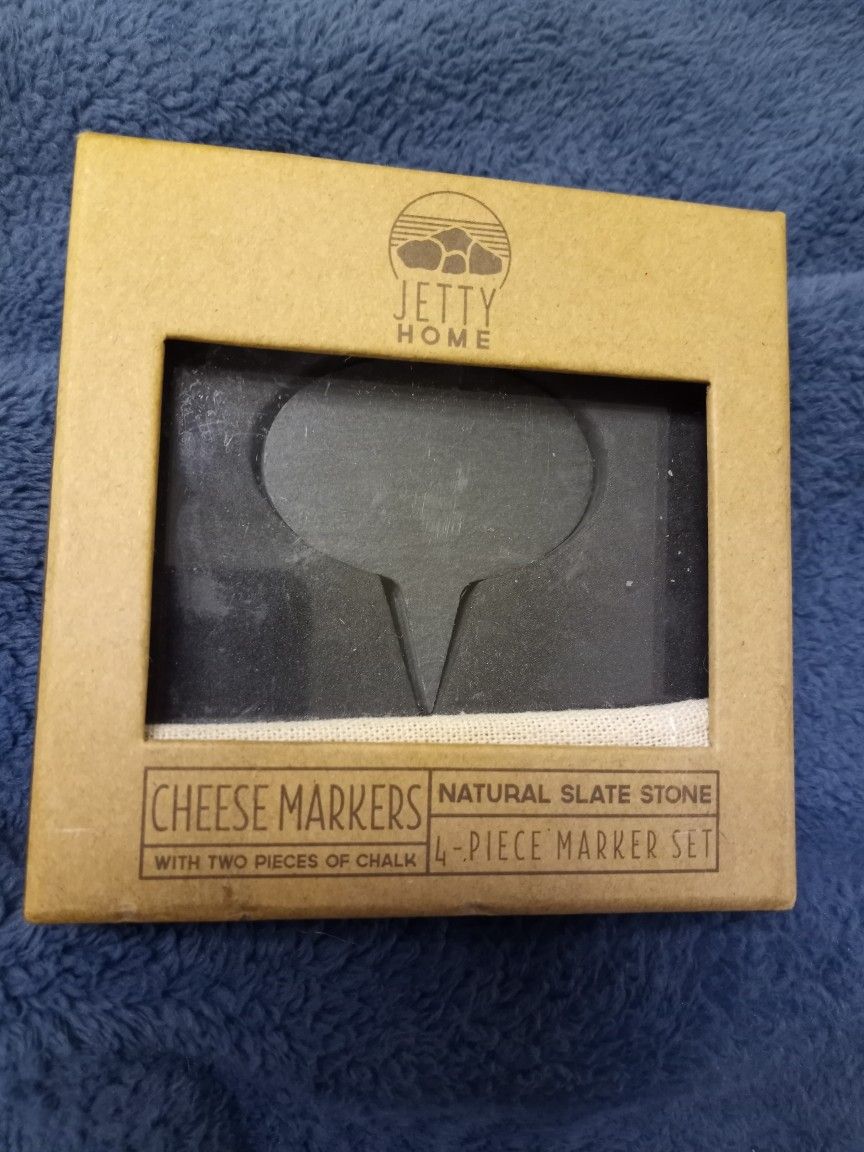 JETTY
HOME
CHEESE MARKERS
WITH TWO PIECES OF CHALK
NATURAL SLATE STONE
4-PIECE MARKER SET